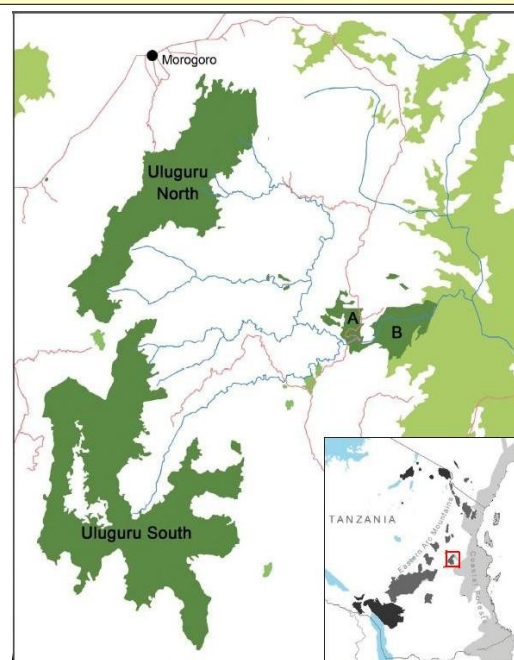 Morogoro
Uluguru
North
A
B
Uluguru South
TANZANIA
Eastern Arc Mountains
Coastal Forest